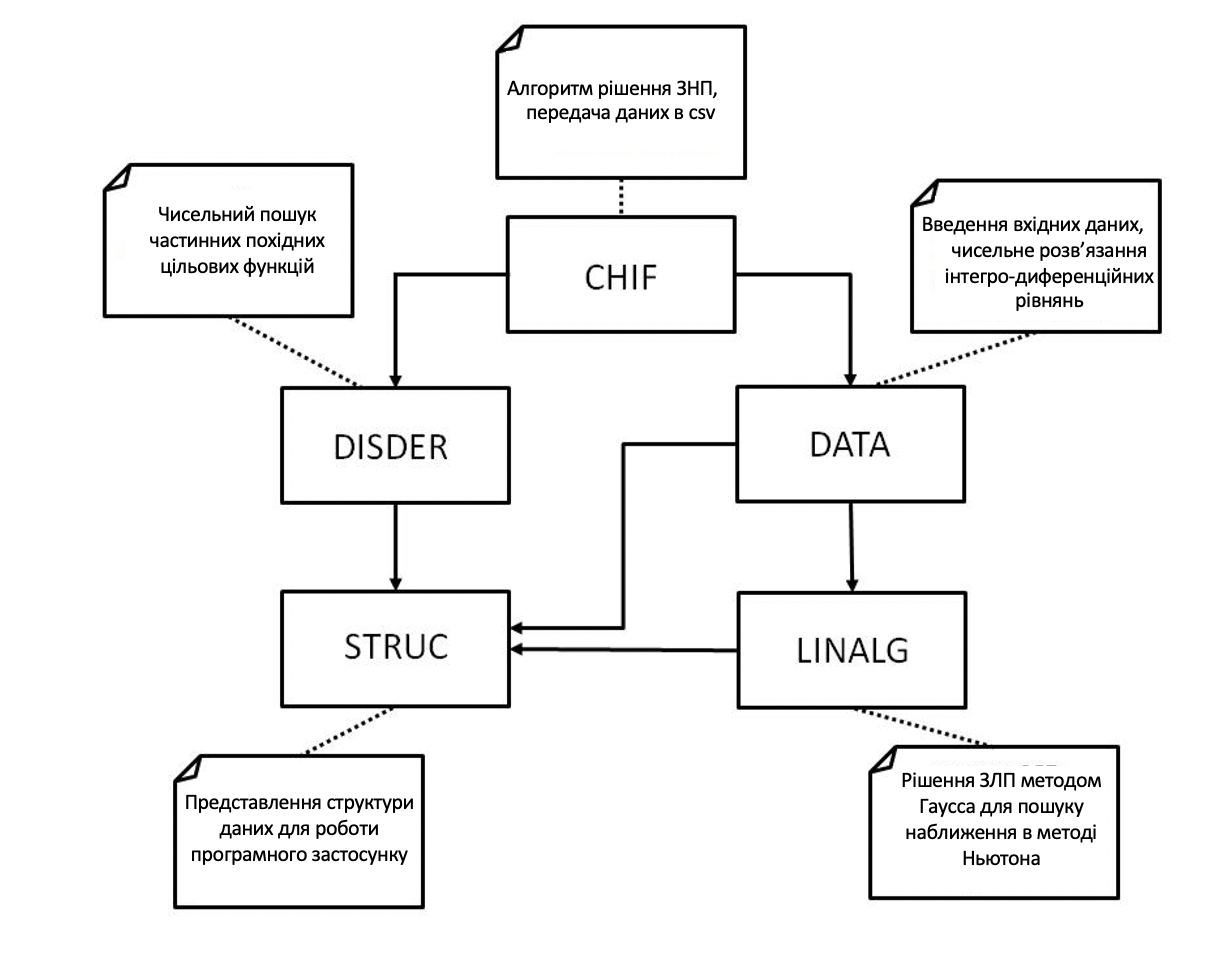 Алгоритм рішення ЗНП,
передача даних в csv
Чисельний пошук
частинних похідних
цільових функцій
Введення вхідних даних,
чисельне розв’язання
інтегро-диференційних
рівнянь
CHIF
DISDER
DATA
STRUC
LINALG
Представлення структури
даних для роботи
програмного застосунку
Рішення ЗЛП методом
Гаусса для пошуку
наближення в методі
Ньютона